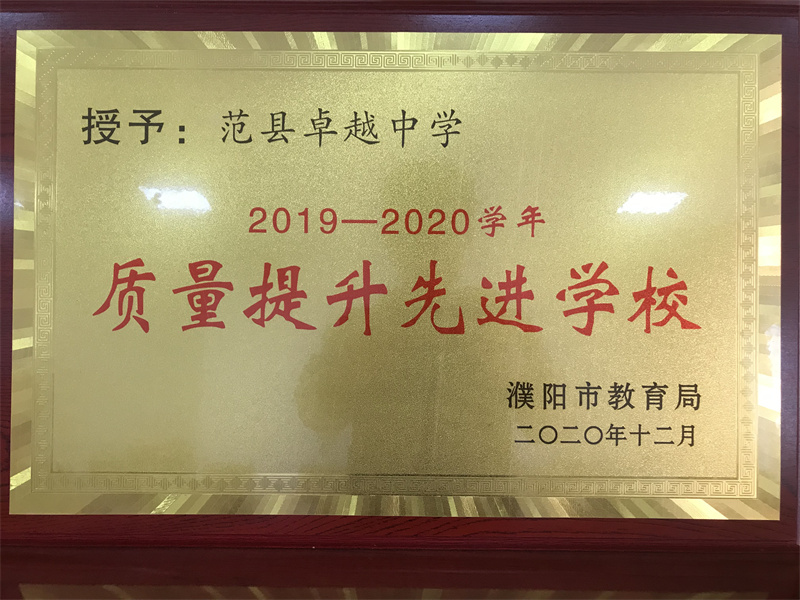 授予：范县卓越中学
2019—2020学年
质量提升先进学校
濮阳市教育局
二〇二〇年十二月